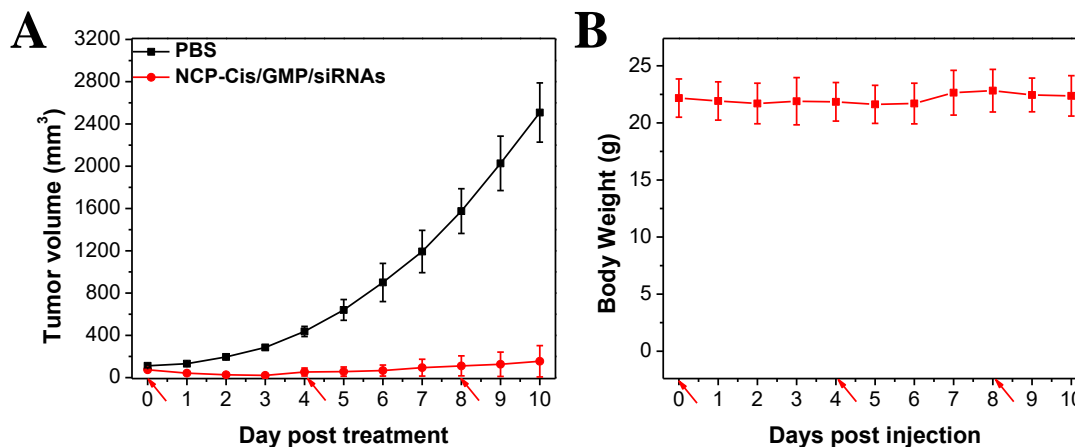 A
B
3200
2800
2400
2000
1600
1200
800
400
0
PBS
NCP-Cis/GMP/siRNAs
Tumor volume (mm³)
0 1 2 3 4 5 6 7 8 9 10
Day post treatment
25
20
15
10
5
0
Body Weight (g)
0 1 2 3 4 5 6 7 8 9 10
Days post injection